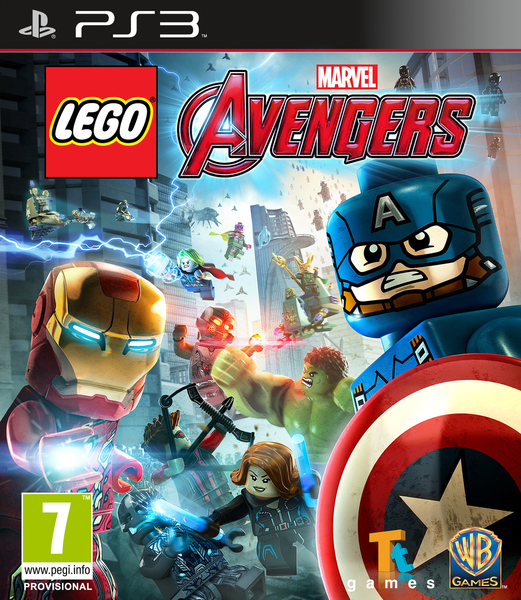 PS3
LEGO
MARVEL
AVENGERS
A
7
www.pegi.info
PROVISIONAL
Tt
games
WB
GAMES